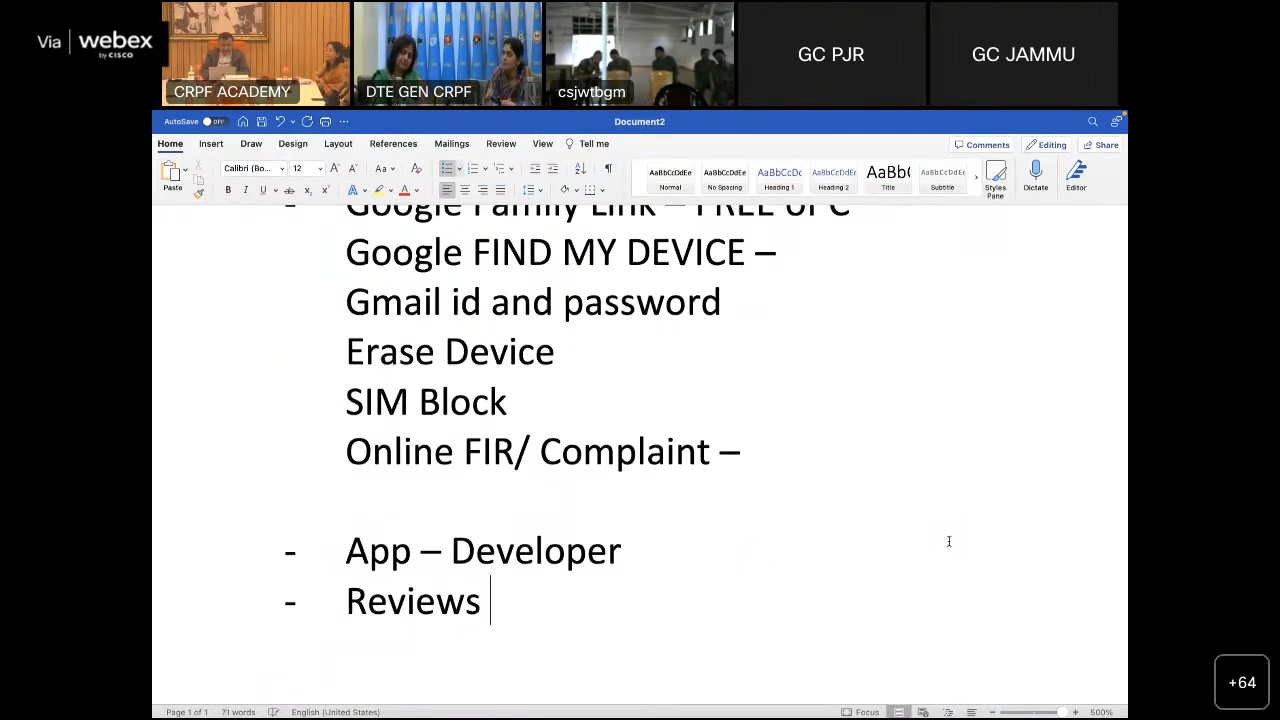 Via webex
by CISCO
CRPF ACADEMY
DTE GEN CRPF
csjwtbgm
GC PJR
GC JAMMU
AutoSave OFF
Document2
Home Insert Draw Design Layout References Mailings Review View Tell me
Comments Editing Share
Paste
Calibri (Bo... 12
AaBbCcDdEe AaBbCcDdEe AaBbCcDc AaBbCcDdEe AaBb( AaBbCcDdEe
Normal No Spacing Heading 1 Heading 2 Title Subtitle
Styles Pane
Dictate
Editor
- Google Family Link – FREE of C
Google FIND MY DEVICE –
Gmail id and password
Erase Device
SIM Block
Online FIR/ Complaint –
- App – Developer
- Reviews
+64
Page 1 of 1 71 words English (United States) Focus 500%